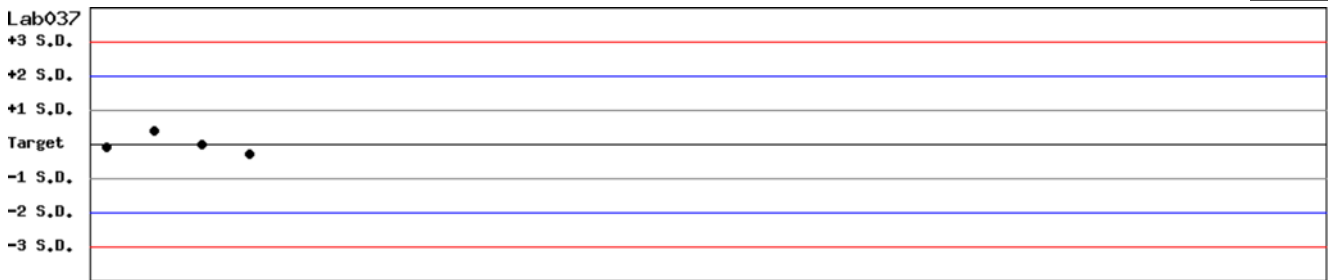 Lab037
+3 S.D.
+2 S.D.
+1 S.D.
Target
-1 S.D.
-2 S.D.
-3 S.D.